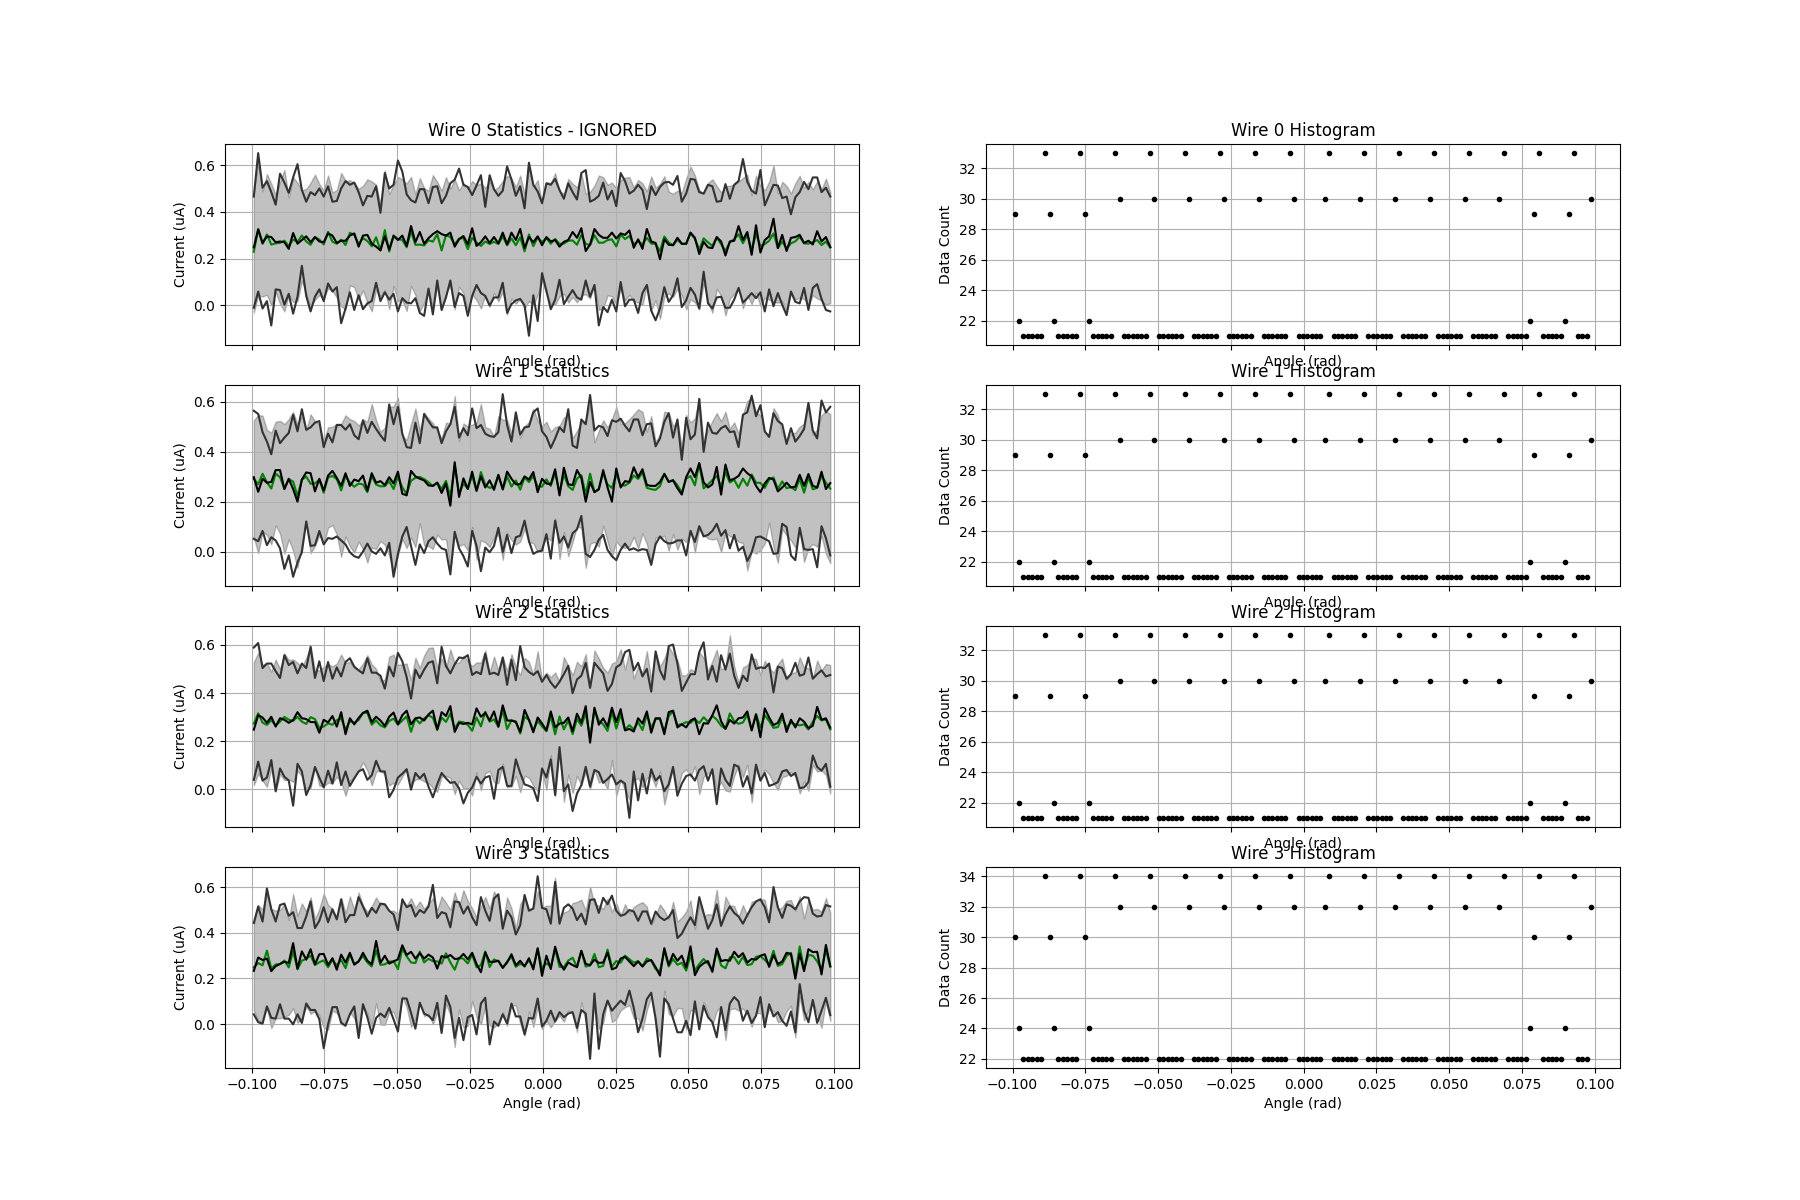 Wire 0 Statistics - IGNORED
Current (uA)
0.6
0.4
0.2
0.0
Angle (rad)
Wire 0 Histogram
Data Count
32
30
28
26
24
22
Angle (rad)
Wire 1 Statistics
Current (uA)
0.6
0.4
0.2
0.0
Angle (rad)
Wire 1 Histogram
Data Count
32
30
28
26
24
22
Angle (rad)
Wire 2 Statistics
Current (uA)
0.6
0.4
0.2
0.0
Angle (rad)
Wire 2 Histogram
Data Count
32
30
28
26
24
22
Angle (rad)
Wire 3 Statistics
Current (uA)
0.6
0.4
0.2
0.0
−0.100 −0.075 −0.050 −0.025 0.000 0.025 0.050 0.075 0.100
Angle (rad)
Wire 3 Histogram
Data Count
34
32
30
28
26
24
22
−0.100 −0.075 −0.050 −0.025 0.000 0.025 0.050 0.075 0.100
Angle (rad)